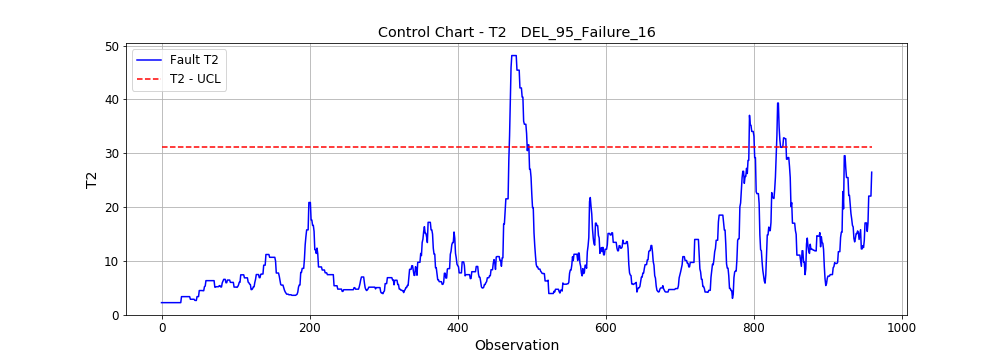 Control Chart - T2   DEL_95_Failure_16
Fault T2
T2 - UCL
T2
50
40
30
20
10
0
0 200 400 600 800 1000
Observation